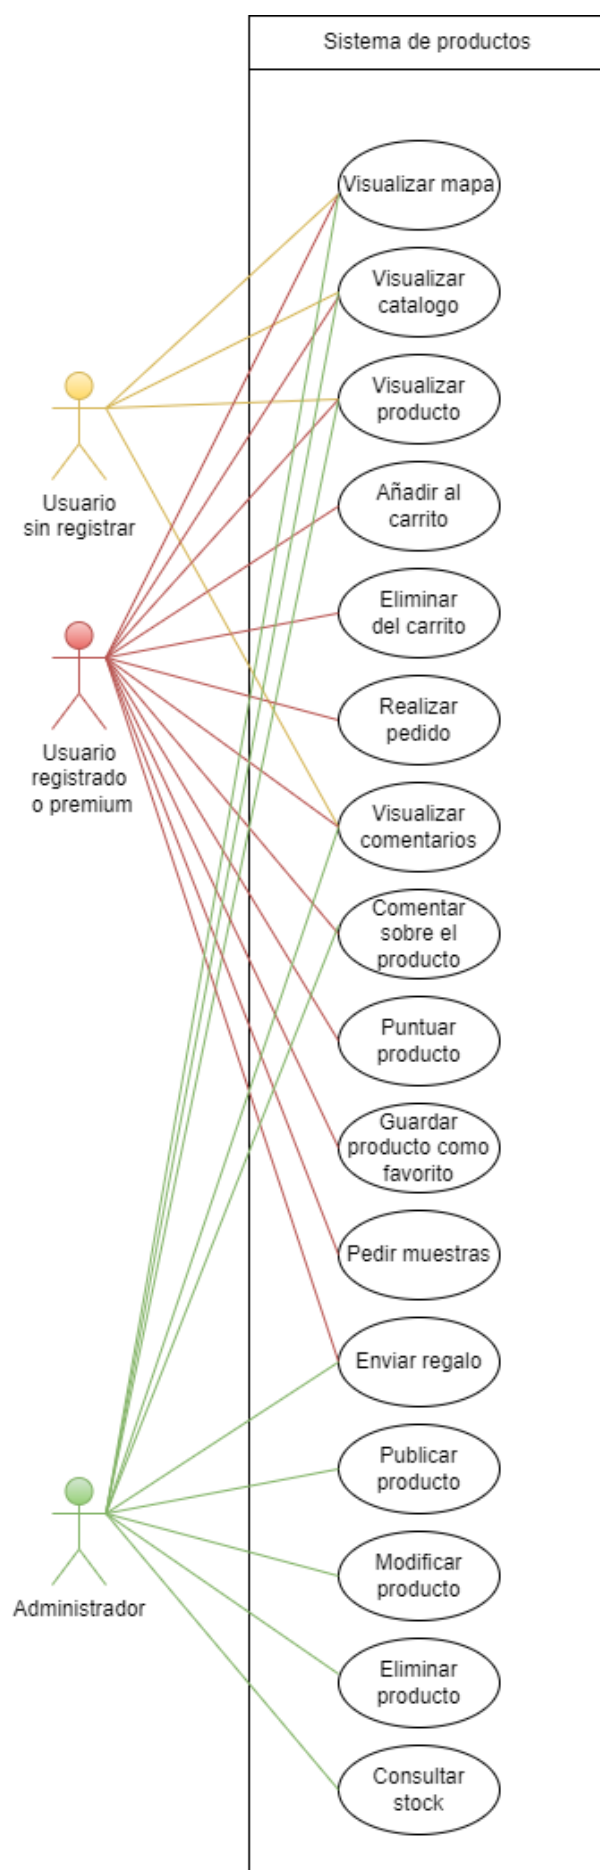 Sistema de productos
Visualizar mapa
Visualizar
catalogo
Visualizar
producto
Usuario
sin registrar
Añadir al
carrito
Eliminar
del carrito
Realizar
pedido
Usuario
registrado
o premium
Visualizar
comentarios
Comentar
sobre el
producto
Puntuar
producto
Guardar
producto como
favorito
Pedir muestras
Enviar regalo
Publicar
producto
Modificar
producto
Administrador
Eliminar
producto
Consultar
stock